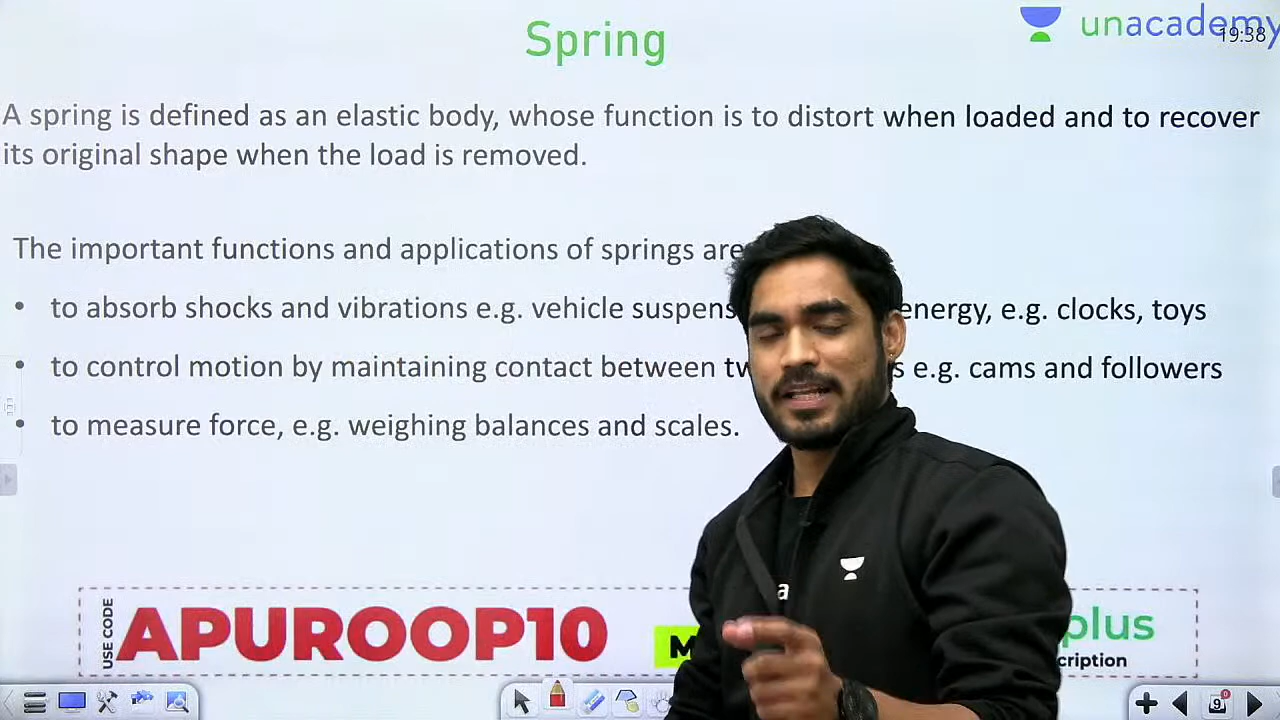 Spring
unacademy
19:38
A spring is defined as an elastic body, whose function is to distort when loaded and to recover
its original shape when the load is removed.
The important functions and applications of springs are
• to absorb shocks and vibrations e.g. vehicle suspens energy, e.g. clocks, toys
• to control motion by maintaining contact between tw s e.g. cams and followers
• to measure force, e.g. weighing balances and scales.
USE CODE
APUROOP10
M
plus
cription
a
9
0